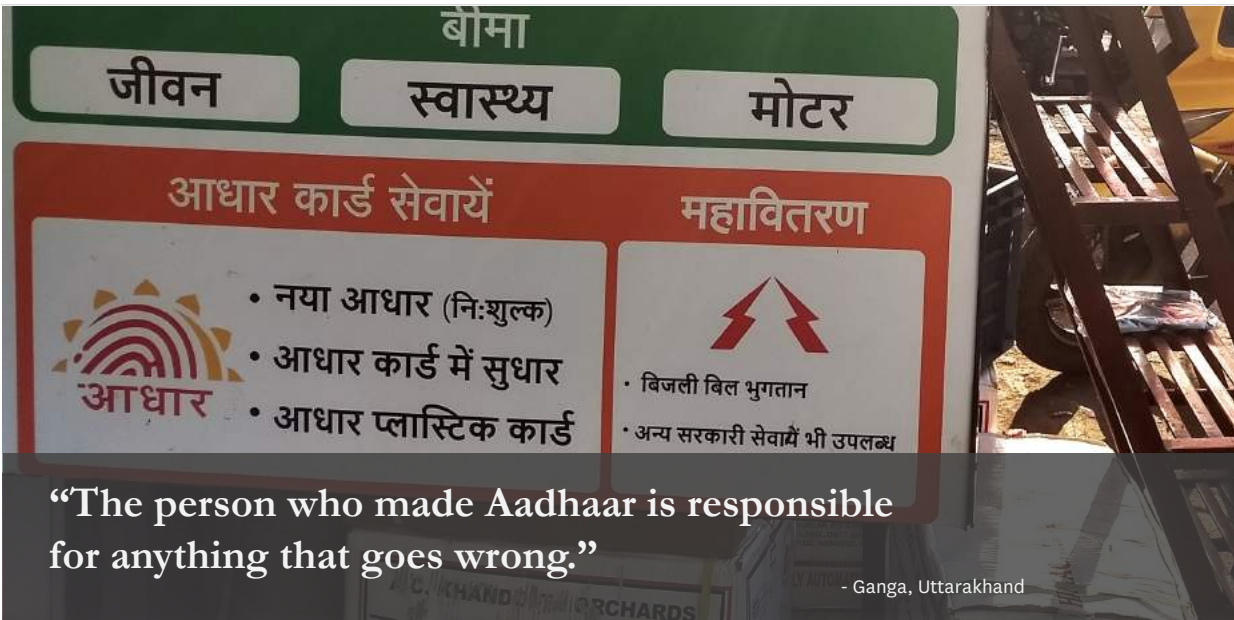 बीमा
जीवन
स्वास्थ्य
मोटर
आधार कार्ड सेवायें
आधार
• नया आधार (नि:शुल्क)
• आधार कार्ड में सुधार
• आधार प्लास्टिक कार्ड
महावितरण
• बिजली बिल भुगतान
• अन्य सरकारी सेवायें भी उपलब्ध
“The person who made Aadhaar is responsible
for anything that goes wrong.”
- Ganga, Uttarakhand
ORCHARDS